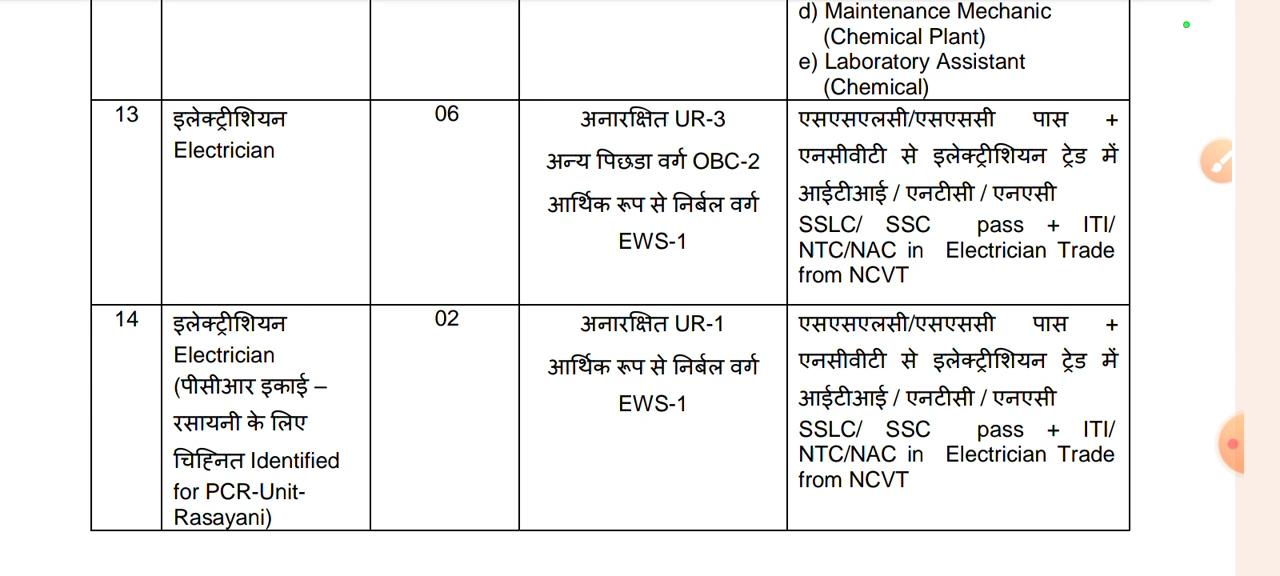 d) Maintenance Mechanic
(Chemical Plant)
e) Laboratory Assistant
(Chemical)
13
इलेक्ट्रीशियन
Electrician
06
अनारक्षित UR-3
अन्य पिछडा वर्ग OBC-2
आर्थिक रूप से निर्बल वर्ग
EWS-1
एसएसएलसी/एसएससी पास +
एनसीवीटी से इलेक्ट्रीशियन ट्रेड में
आईटीआई / एनटीसी / एनएसी
SSLC/ SSC pass + ITI/
NTC/NAC in Electrician Trade
from NCVT
14
इलेक्ट्रीशियन
Electrician
(पीसीआर इकाई –
रसायनी के लिए
चिह्नित Identified
for PCR-Unit-
Rasayani)
02
अनारक्षित UR-1
आर्थिक रूप से निर्बल वर्ग
EWS-1
एसएसएलसी/एसएससी पास +
एनसीवीटी से इलेक्ट्रीशियन ट्रेड में
आईटीआई / एनटीसी / एनएसी
SSLC/ SSC pass + ITI/
NTC/NAC in Electrician Trade
from NCVT